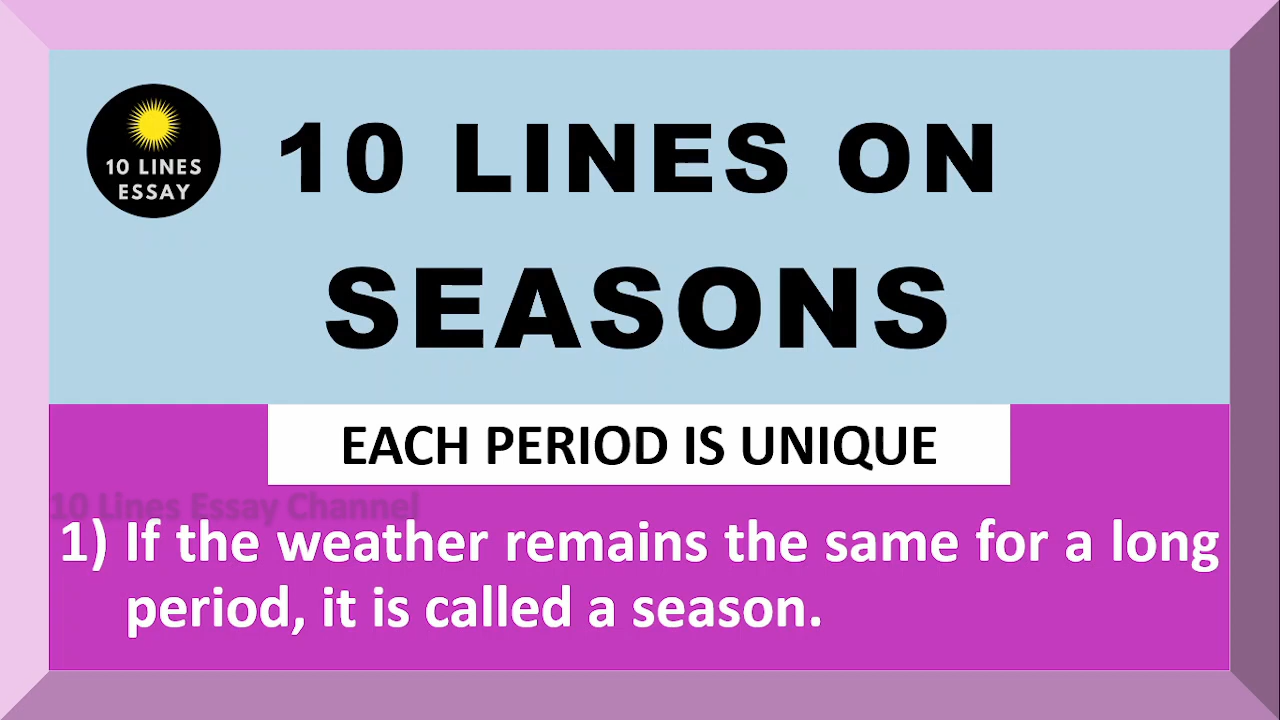 10 LINES
ESSAY
10 LINES ON
SEASONS
EACH PERIOD IS UNIQUE
10 Lines Essay Channel
1) If the weather remains the same for a long
period, it is called a season.